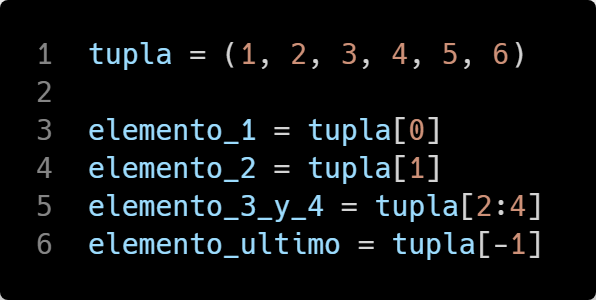 1 tupla = (1, 2, 3, 4, 5, 6)
2
3 elemento_1 = tupla[0]
4 elemento_2 = tupla[1]
5 elemento_3_y_4 = tupla[2:4]
6 elemento_ultimo = tupla[-1]